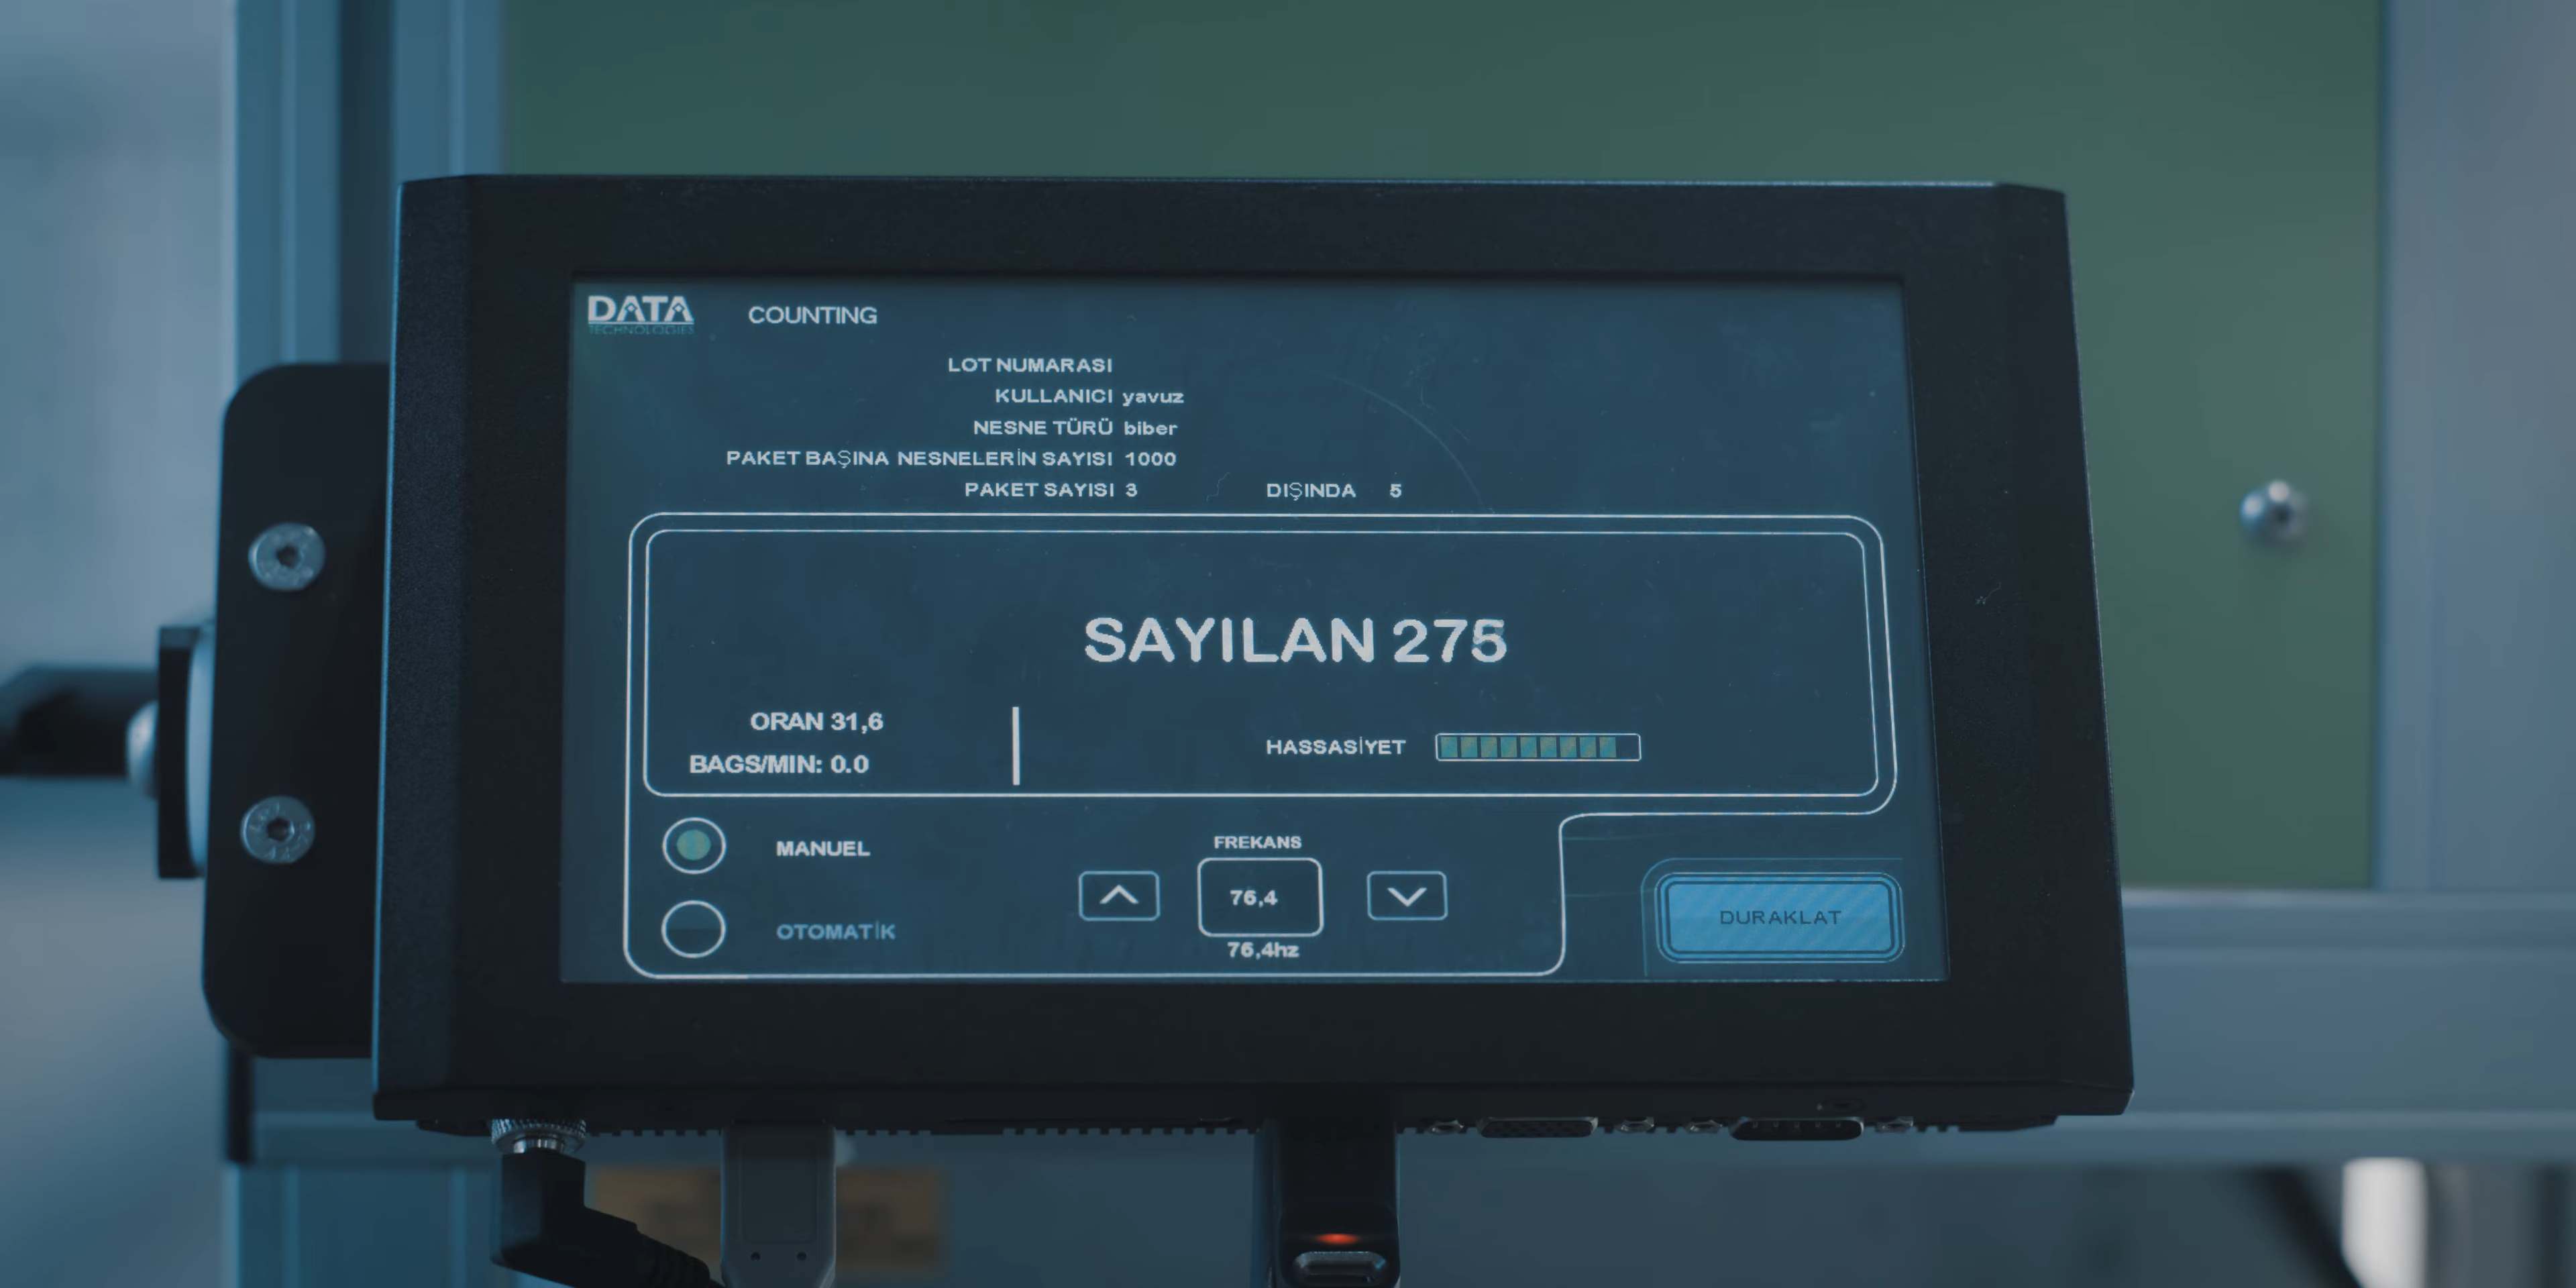 DATA COUNTING
TECHNOLOGIES
LOT NUMARASI
KULLANICI yavuz
NESNE TÜRÜ biber
PAKET BAŞINA NESNELERİN SAYISI 1000
PAKET SAYISI 3 DIŞINDA 5
SAYILAN 275
ORAN 31,6
HASSASİYET
BAGS/MIN: 0.0
FREKANS
MANUEL
76,4
OTOMATİK
76,4hz
DURAKLAT